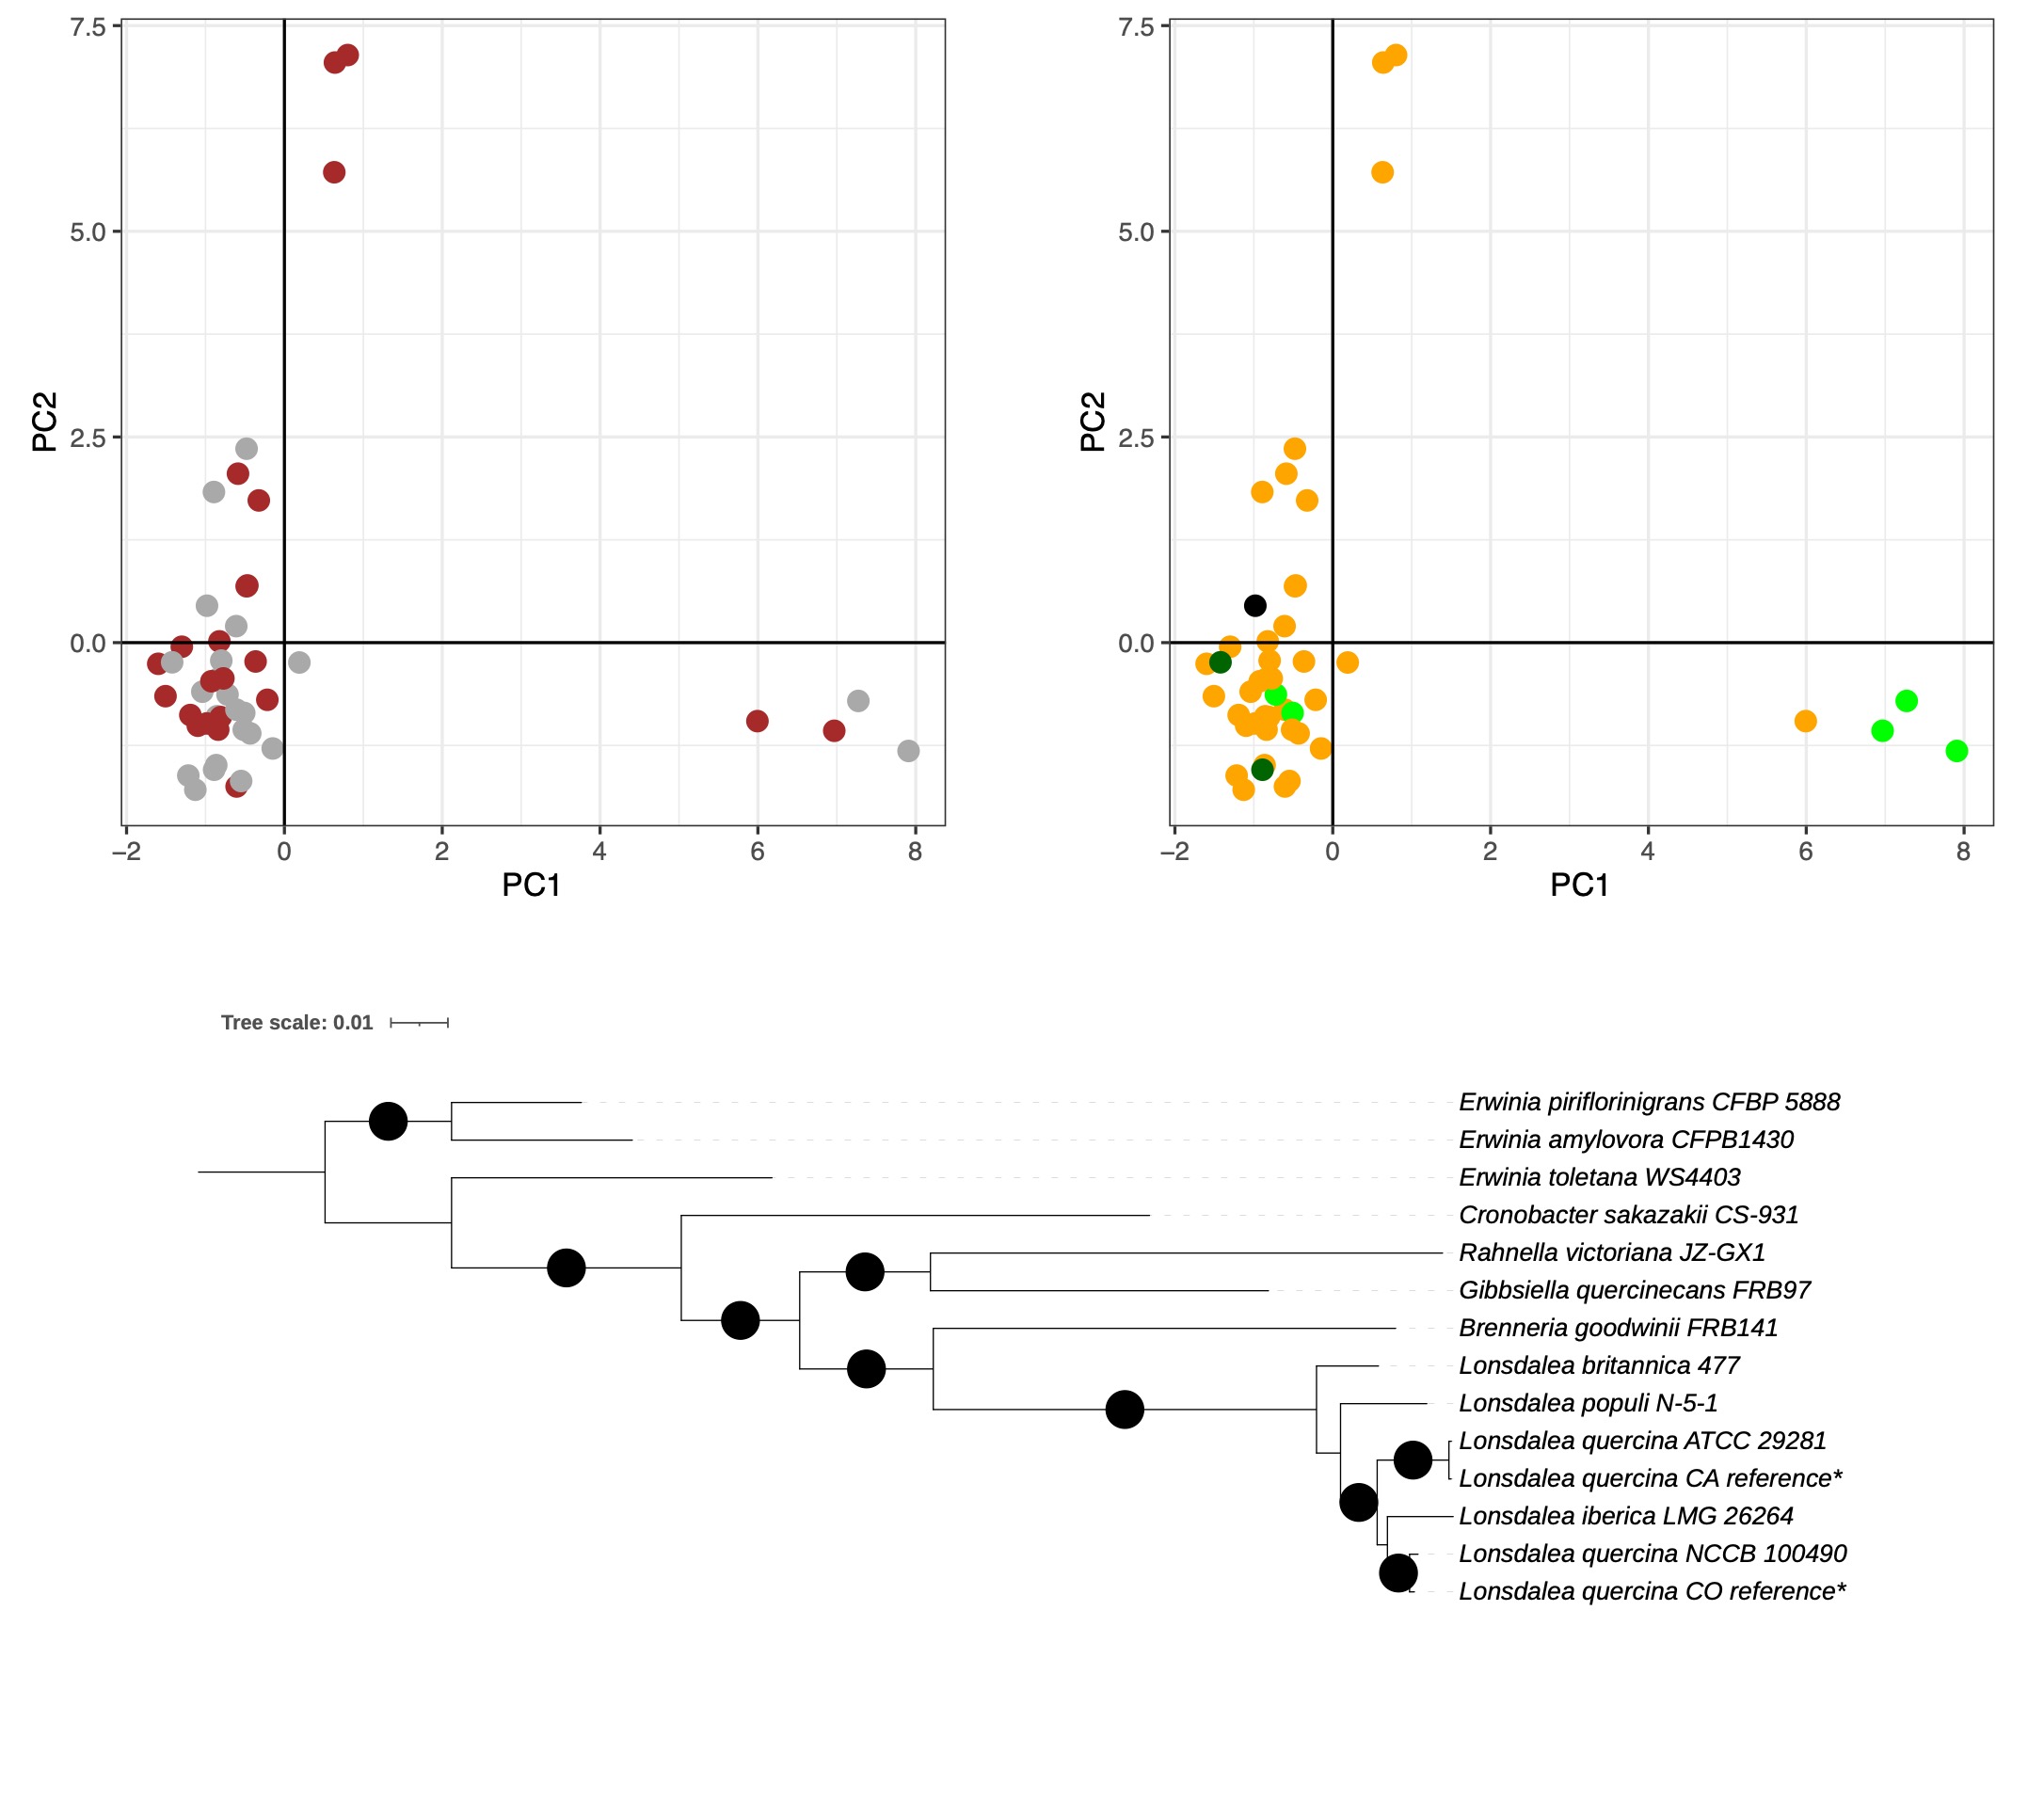 7.5
5.0
2.5
0.0
PC2
−2 0 2 4 6 8
PC1
7.5
5.0
2.5
0.0
PC2
−2 0 2 4 6 8
PC1
Tree scale: 0.01
Erwinia piriflorinigrans CFBP 5888
Erwinia amylovora CFPB1430
Erwinia toletana WS4403
Cronobacter sakazakii CS-931
Rahnella victoriana JZ-GX1
Gibbsiella quercinecans FRB97
Brenneria goodwinii FRB141
Lonsdalea britannica 477
Lonsdalea populi N-5-1
Lonsdalea quercina ATCC 29281
Lonsdalea quercina CA reference*
Lonsdalea iberica LMG 26264
Lonsdalea quercina NCCB 100490
Lonsdalea quercina CO reference*